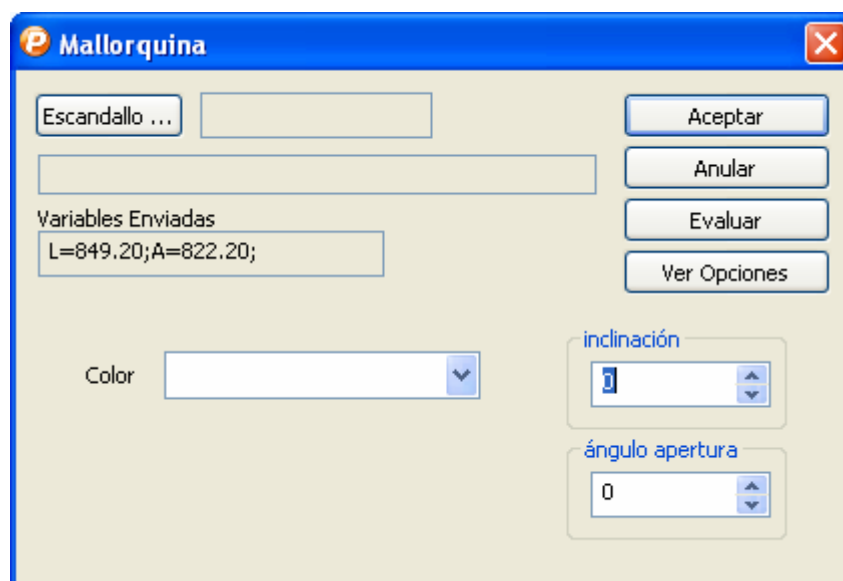 Mallorquina
Escandallo ...
Aceptar
Anular
Variables Enviadas
Evaluar
L=849.20;A=822.20;
Ver Opciones
inclinación
Color
0
ángulo apertura
0